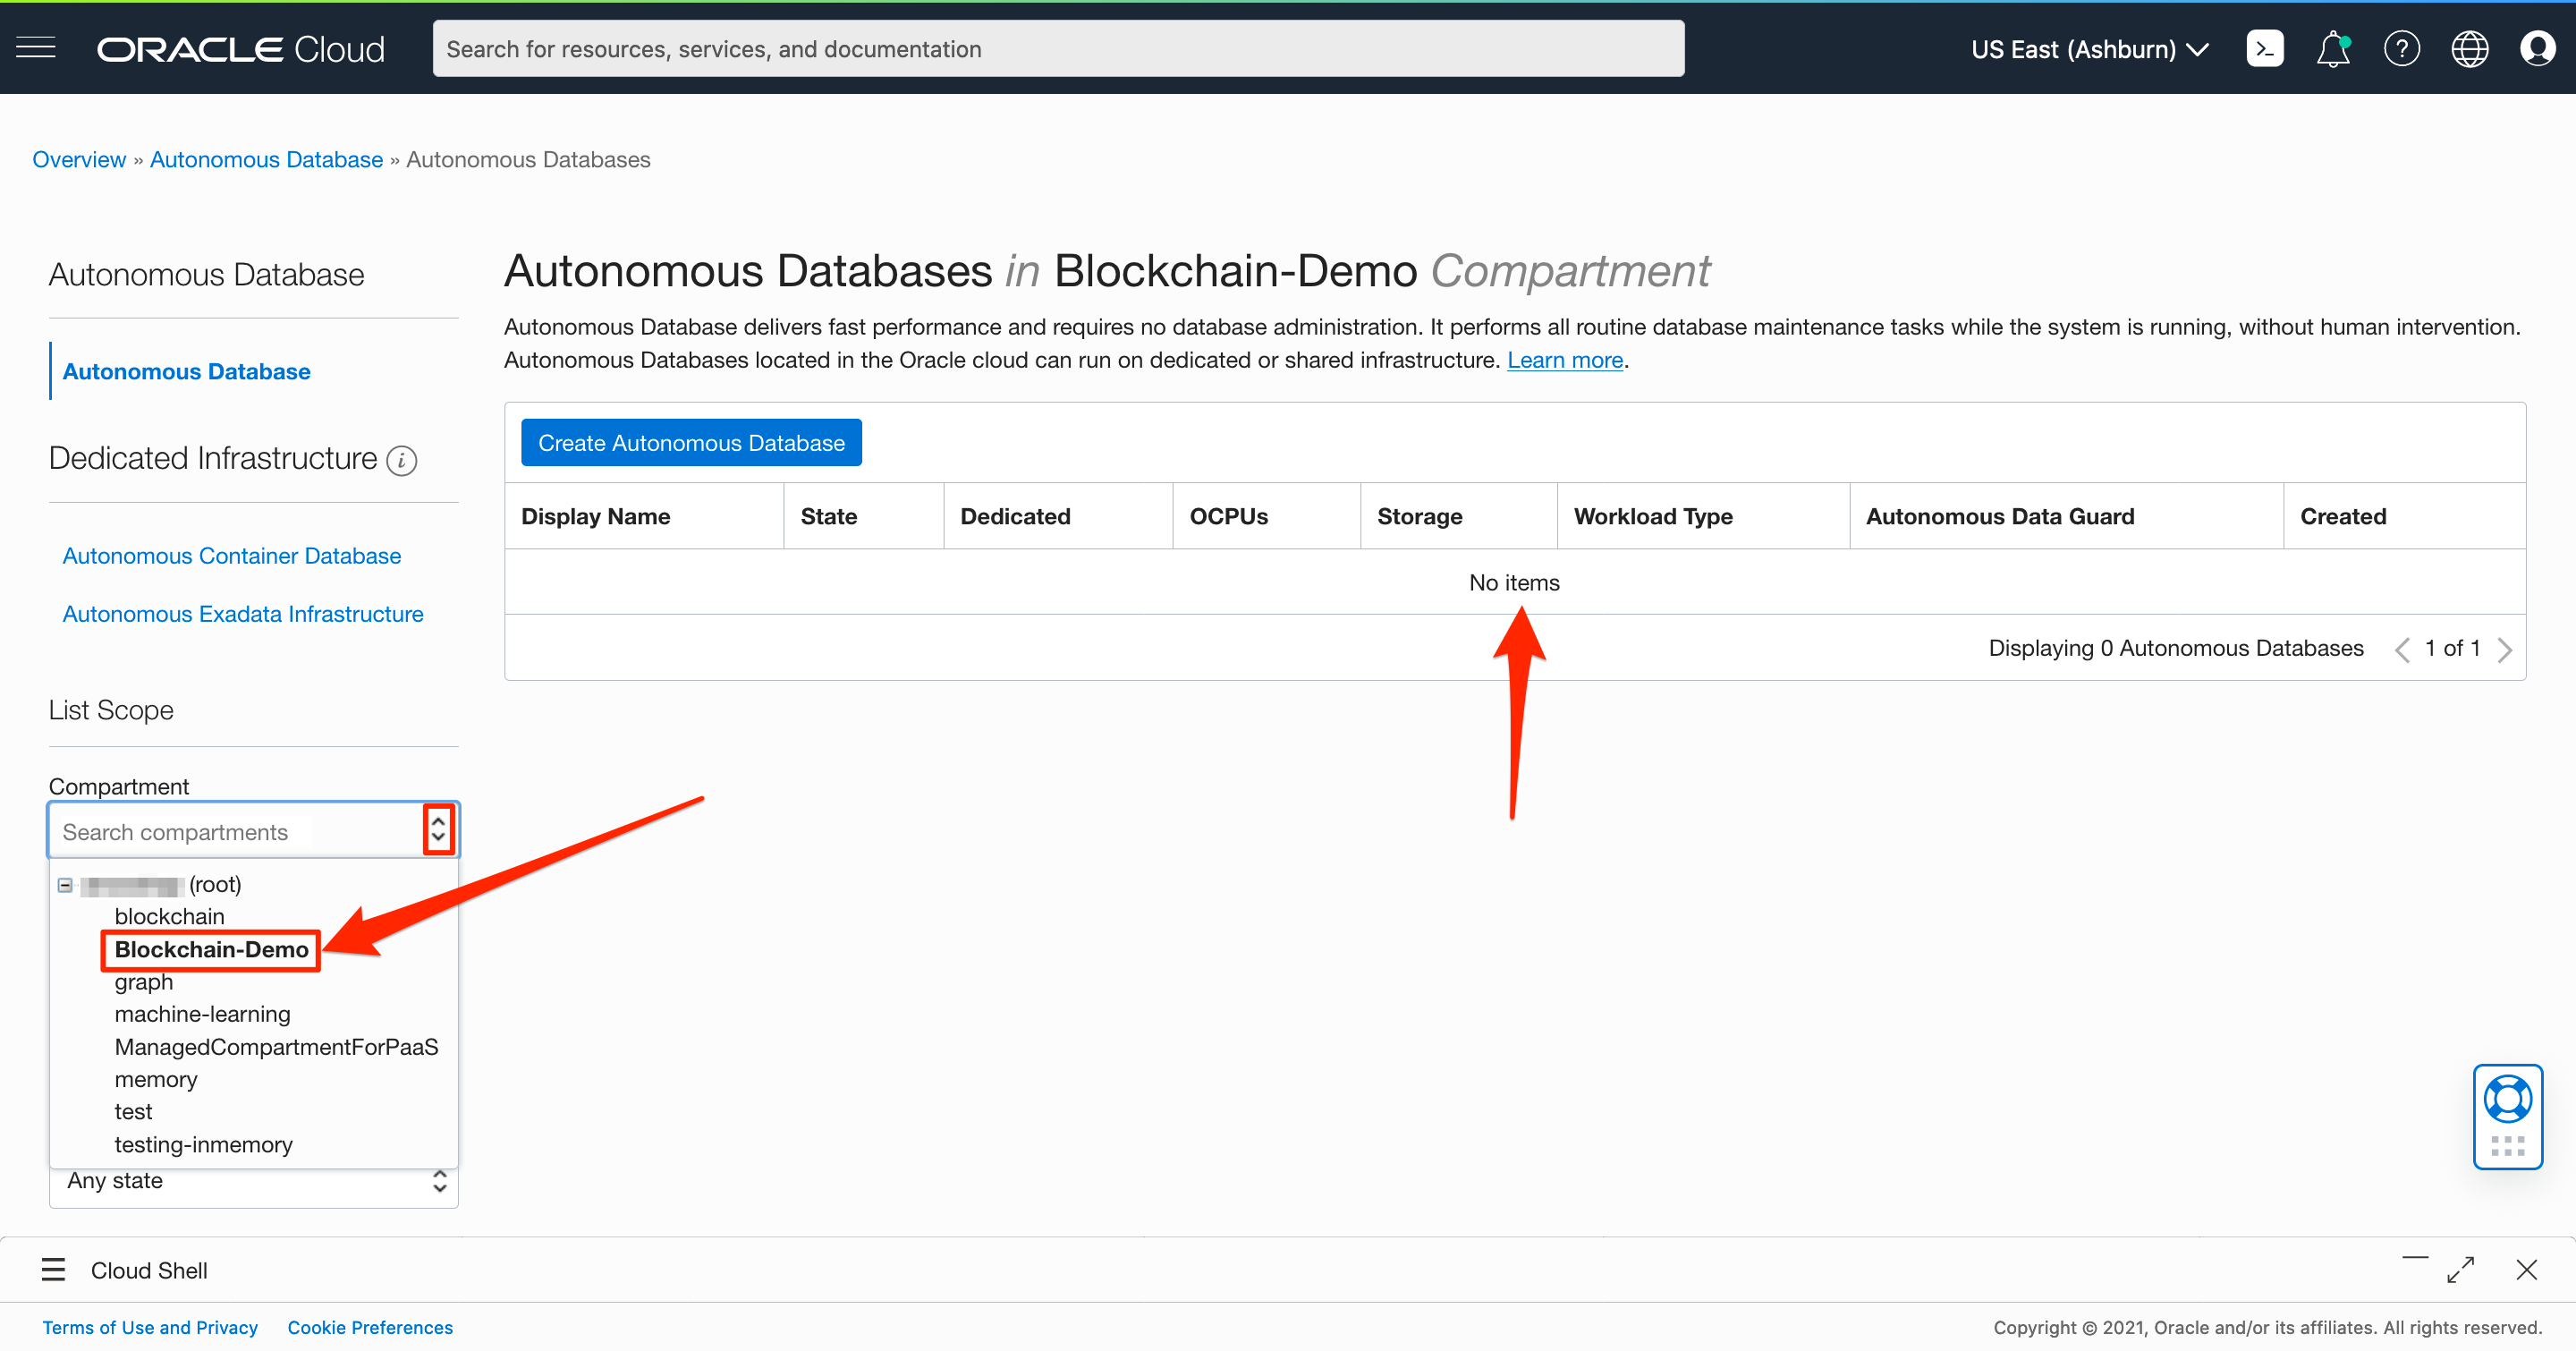 ORACLE Cloud
Search for resources, services, and documentation
US East (Ashburn)
Overview » Autonomous Database » Autonomous Databases
Autonomous Database
Autonomous Database
Dedicated Infrastructure
Autonomous Container Database
Autonomous Exadata Infrastructure
List Scope
Compartment
Search compartments
(root)
blockchain
Blockchain-Demo
graph
machine-learning
ManagedCompartmentForPaaS
memory
test
testing-inmemory
Any state
Autonomous Databases in Blockchain-Demo Compartment
Autonomous Database delivers fast performance and requires no database administration. It performs all routine database maintenance tasks while the system is running, without human intervention.
Autonomous Databases located in the Oracle cloud can run on dedicated or shared infrastructure. Learn more.
Create Autonomous Database
Display Name State Dedicated OCPUs Storage Workload Type Autonomous Data Guard Created
No items
Displaying 0 Autonomous Databases 1 of 1
Cloud Shell
Terms of Use and Privacy Cookie Preferences
Copyright © 2021, Oracle and/or its affiliates. All rights reserved.